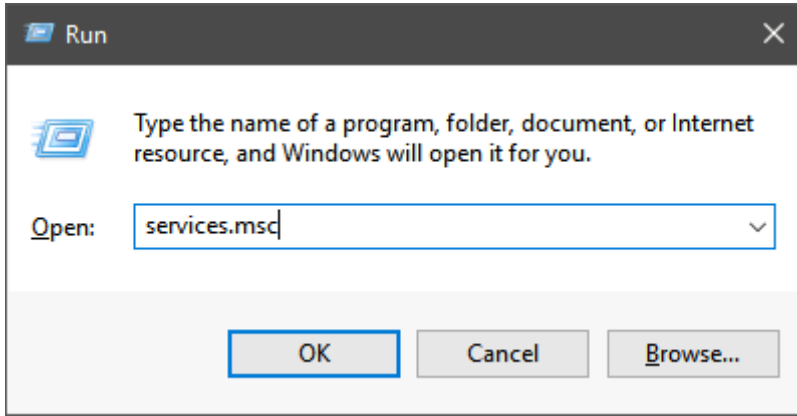 Run
Type the name of a program, folder, document, or Internet
resource, and Windows will open it for you.
Open: services.msc
OK Cancel Browse...